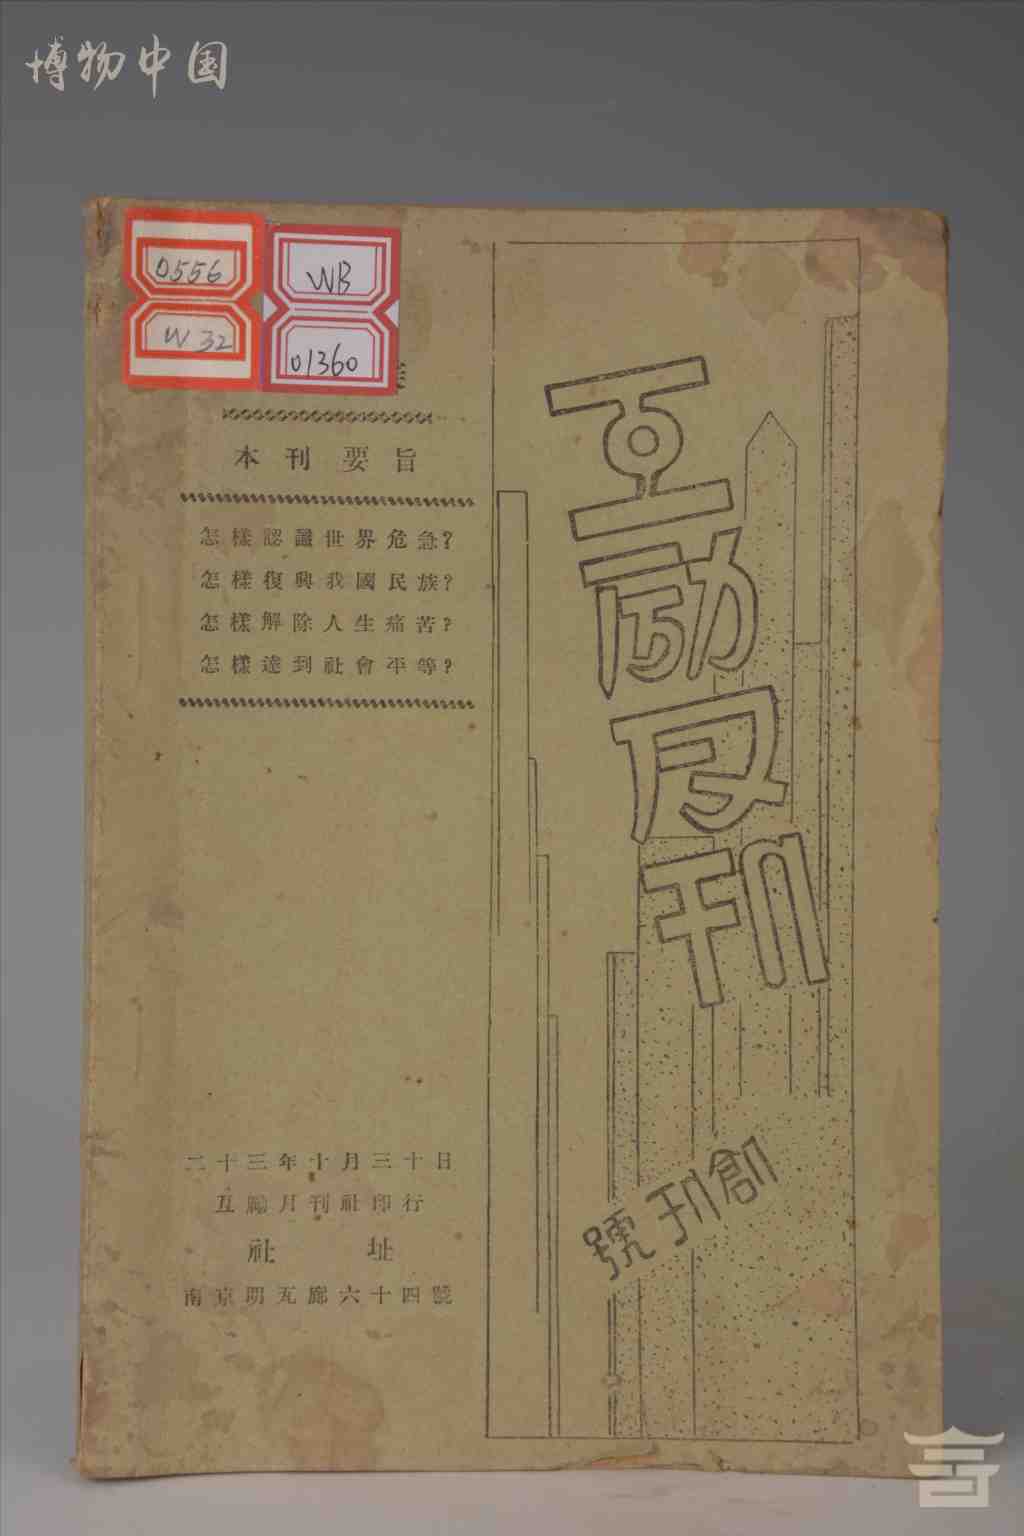 博物中国
0556
W 32
WB
01360
本刊要旨
怎樣認識世界危急?
怎樣復興我國民族?
怎樣解除人生痛苦?
怎樣達到社會平等?
互励月刊
創刊號
二十三年十月三十日
互勵月刊社印行
社址
南京明瓦廊六十四號